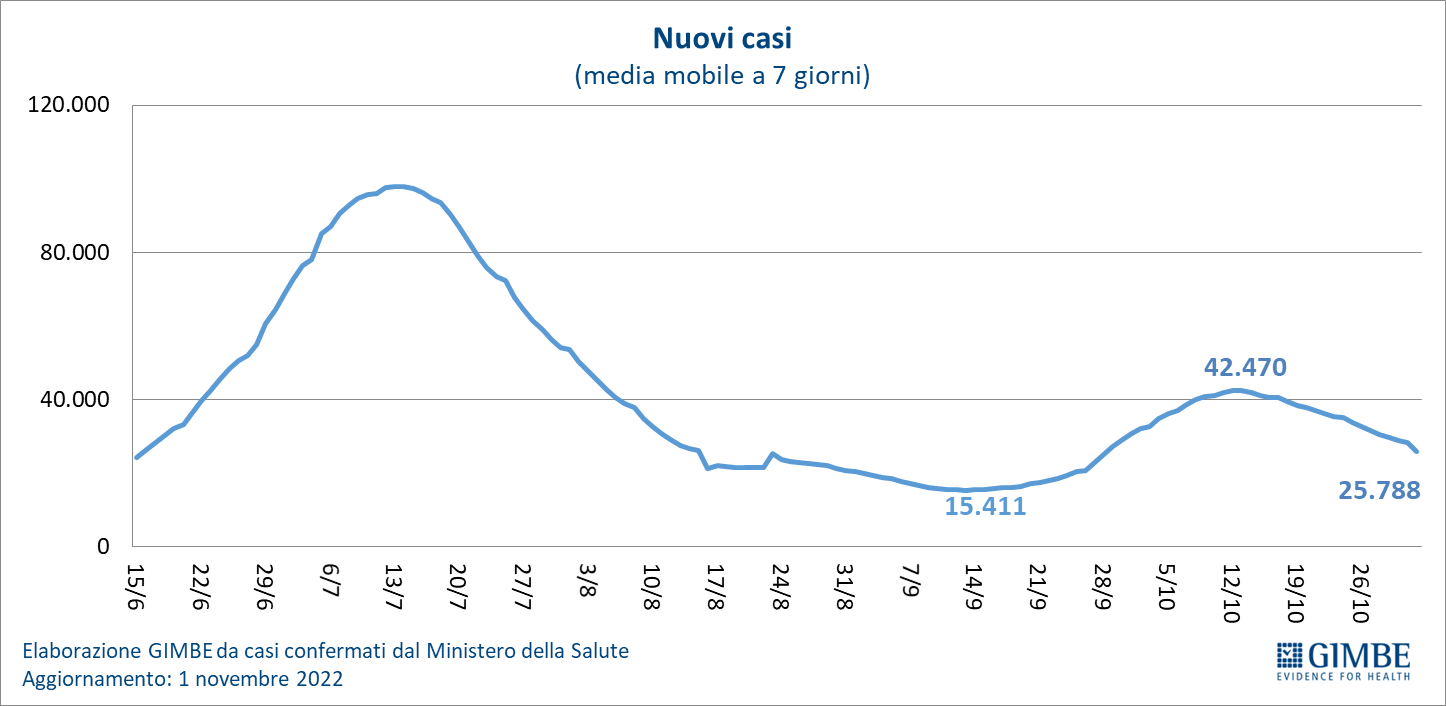 Nuovi casi
(media mobile a 7 giorni)
120.000
80.000
40.000
0
42.470
15.411
25.788
15/6 22/6 29/6 6/7 13/7 20/7 27/7 3/8 10/8 17/8 24/8 31/8 7/9 14/9 21/9 28/9 5/10 12/10 19/10 26/10
Elaborazione GIMBE da casi confermati dal Ministero della Salute
Aggiornamento: 1 novembre 2022
GIMBE
EVIDENCE FOR HEALTH